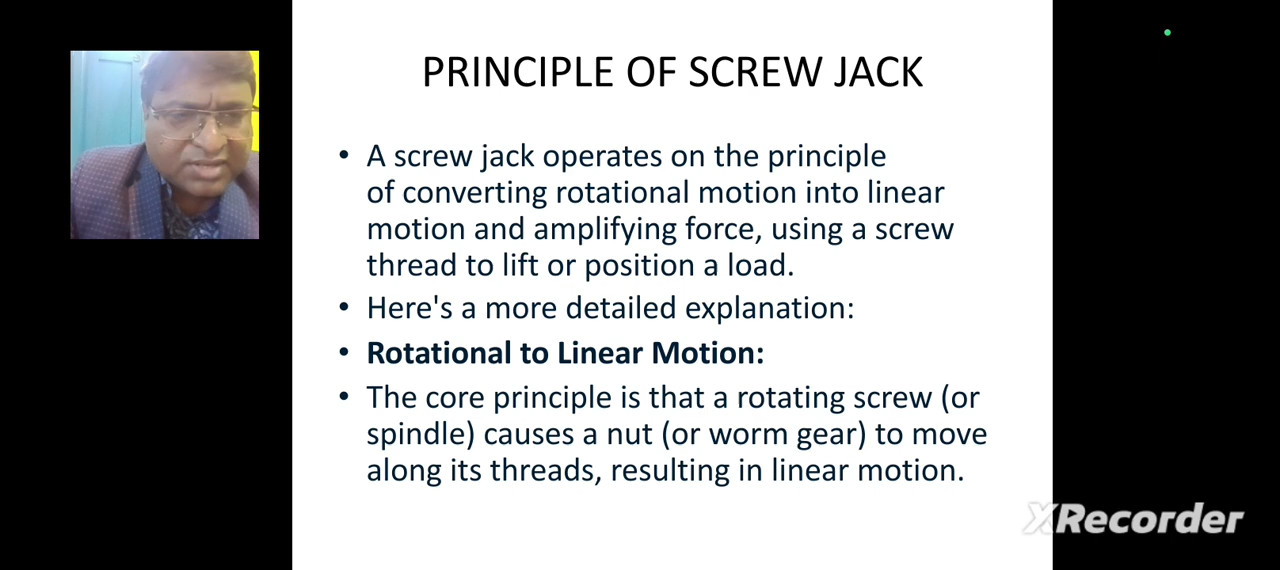 PRINCIPLE OF SCREW JACK
• A screw jack operates on the principle
of converting rotational motion into linear
motion and amplifying force, using a screw
thread to lift or position a load.
• Here's a more detailed explanation:
• Rotational to Linear Motion:
• The core principle is that a rotating screw (or
spindle) causes a nut (or worm gear) to move
along its threads, resulting in linear motion.
XRecorder